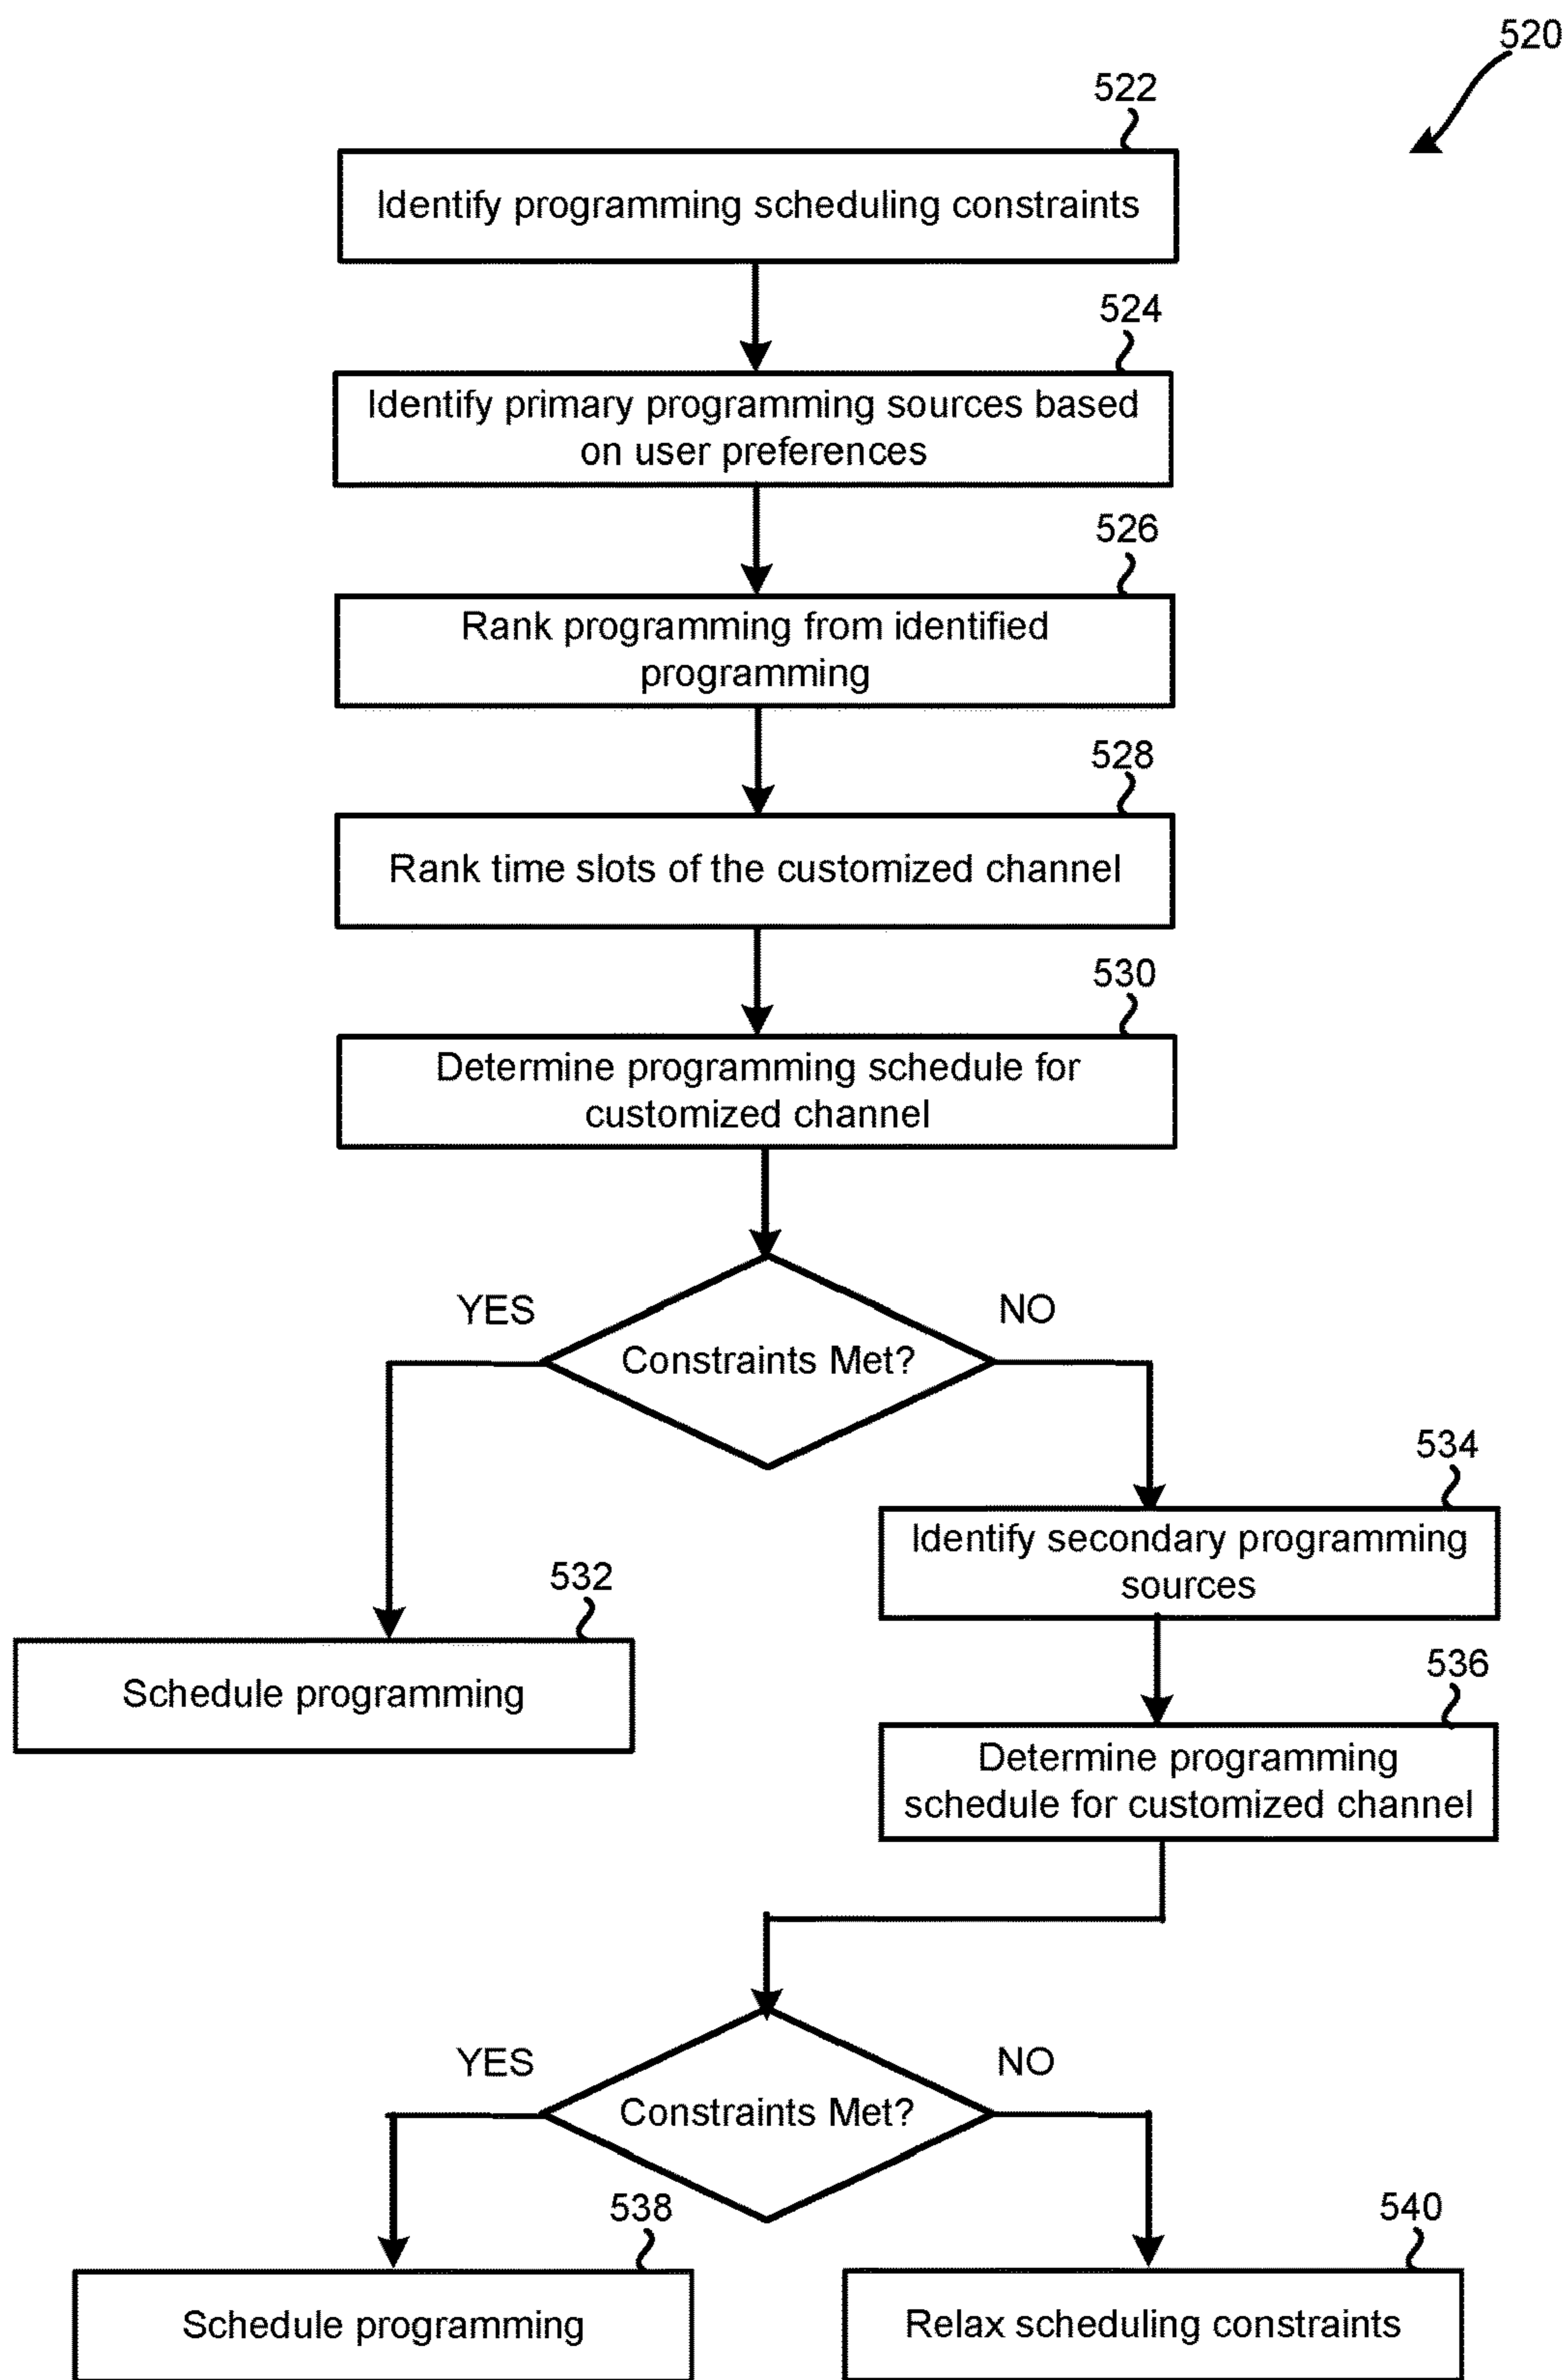 520
522
Identify programming scheduling constraints
524
Identify primary programming sources based
on user preferences
526
Rank programming from identified
programming
528
Rank time slots of the customized channel
530
Determine programming schedule for
customized channel
YES
NO
Constraints Met?
534
Identify secondary programming
sources
532
Schedule programming
536
Determine programming
schedule for customized channel
YES
NO
Constraints Met?
538
Schedule programming
540
Relax scheduling constraints